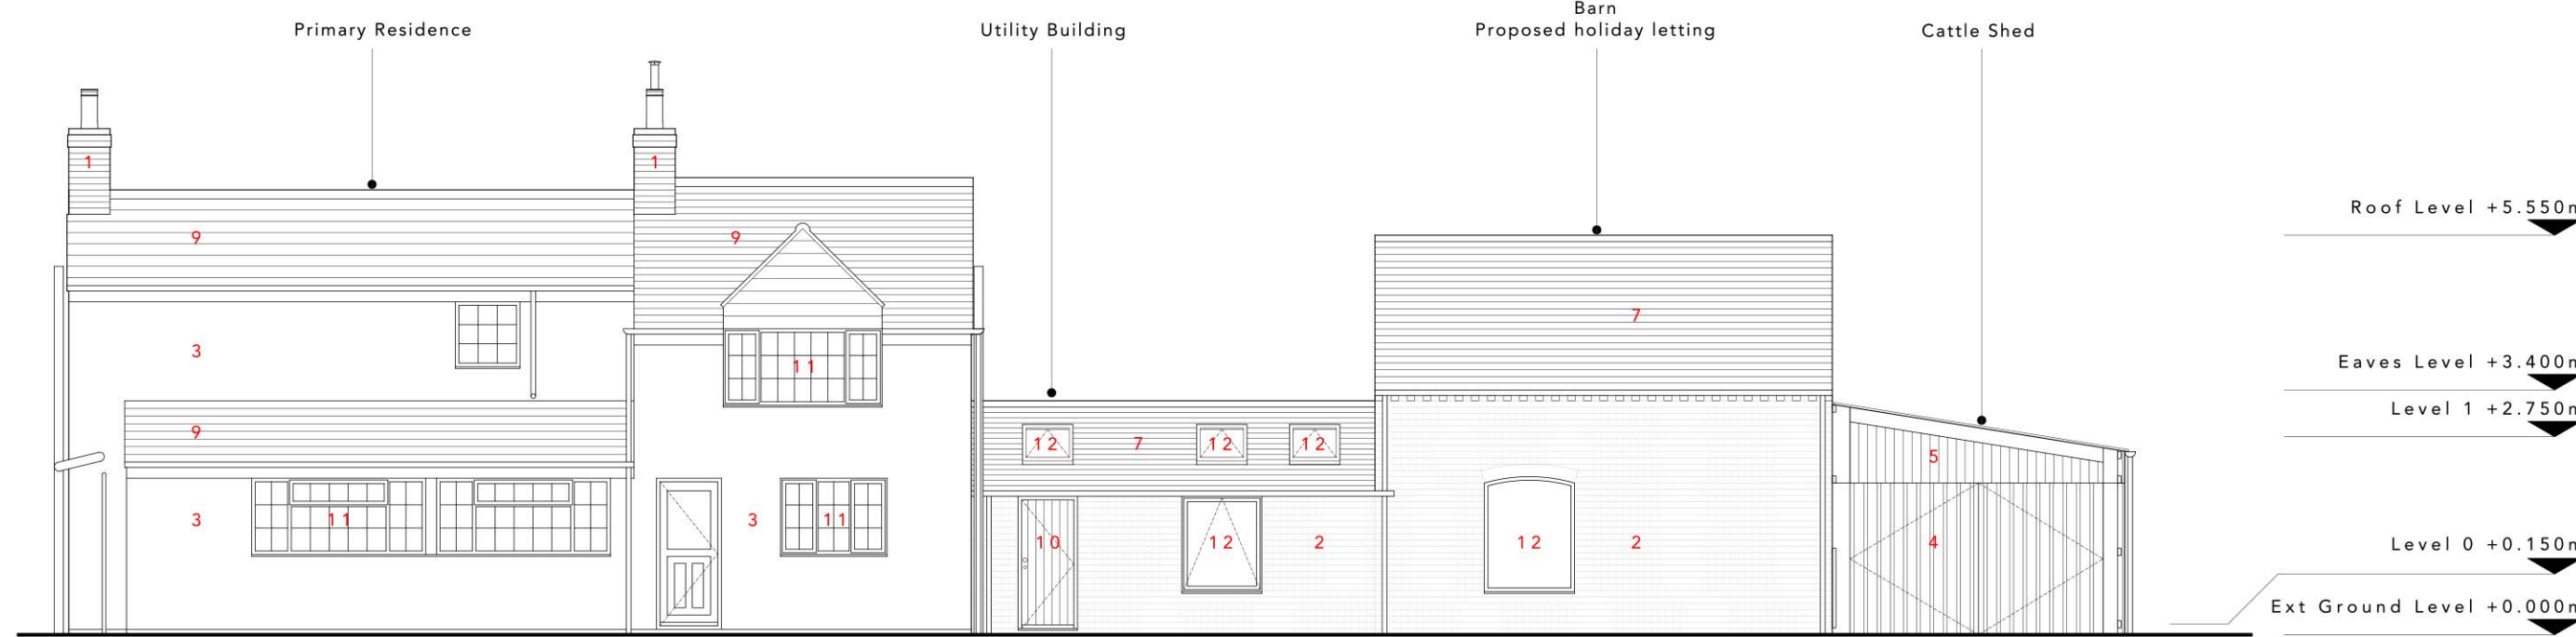 Barn
Primary Residence
Utility Building
Proposed holiday letting
Cattle Shed
1
1
Roof Level +5.550m
9
9
7
3
11
Eaves Level +3.400m
Level 1 +2.750m
9
12
7
12
12
5
3
11
3
11
10
12
2
12
2
4
Level 0 +0.150m
Ext Ground Level +0.000m